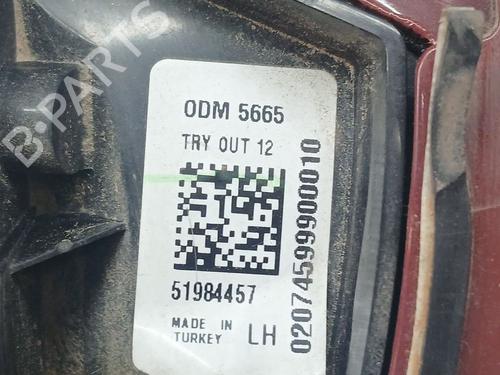 B-PARTS
ODM 5665
TRY OUT 12
51984457
MADE IN
TURKEY
LH
02074599900010